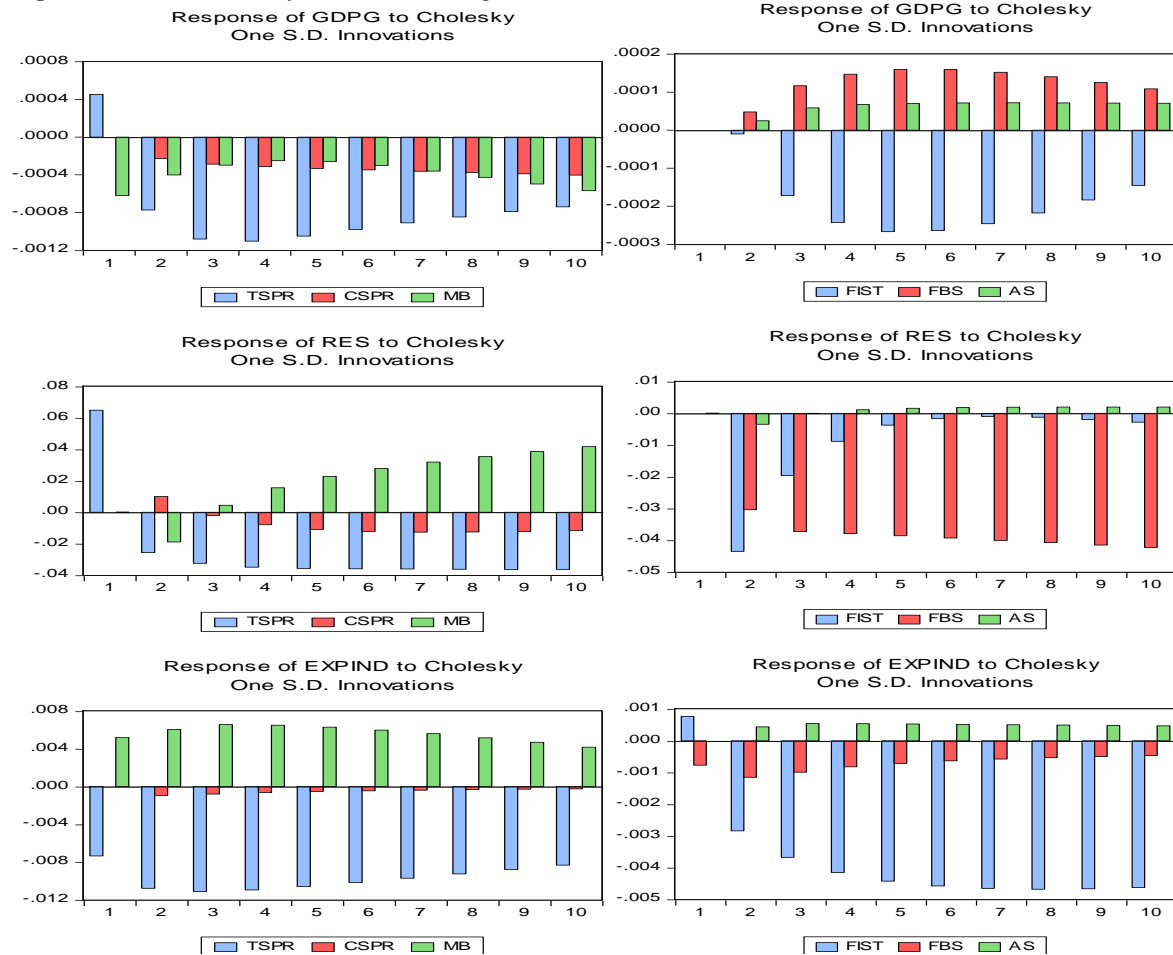 Response of GDPG to Cholesky
One S.D. Innovations
.0008
.0004
.0000
-.0004
-.0008
-.0012
1 2 3 4 5 6 7 8 9 10
TSPR CSPR MB
Response of GDPG to Cholesky
One S.D. Innovations
.0002
.0001
.0000
-.0001
-.0002
-.0003
1 2 3 4 5 6 7 8 9 10
FIST FBS AS
Response of RES to Cholesky
One S.D. Innovations
.08
.06
.04
.02
.00
-.02
-.04
1 2 3 4 5 6 7 8 9 10
TSPR CSPR MB
Response of RES to Cholesky
One S.D. Innovations
.01
.00
-.01
-.02
-.03
-.04
-.05
1 2 3 4 5 6 7 8 9 10
FIST FBS AS
Response of EXPIND to Cholesky
One S.D. Innovations
.008
.004
.000
-.004
-.008
-.012
1 2 3 4 5 6 7 8 9 10
TSPR CSPR MB
Response of EXPIND to Cholesky
One S.D. Innovations
.001
.000
-.001
-.002
-.003
-.004
-.005
1 2 3 4 5 6 7 8 9 10
FIST FBS AS